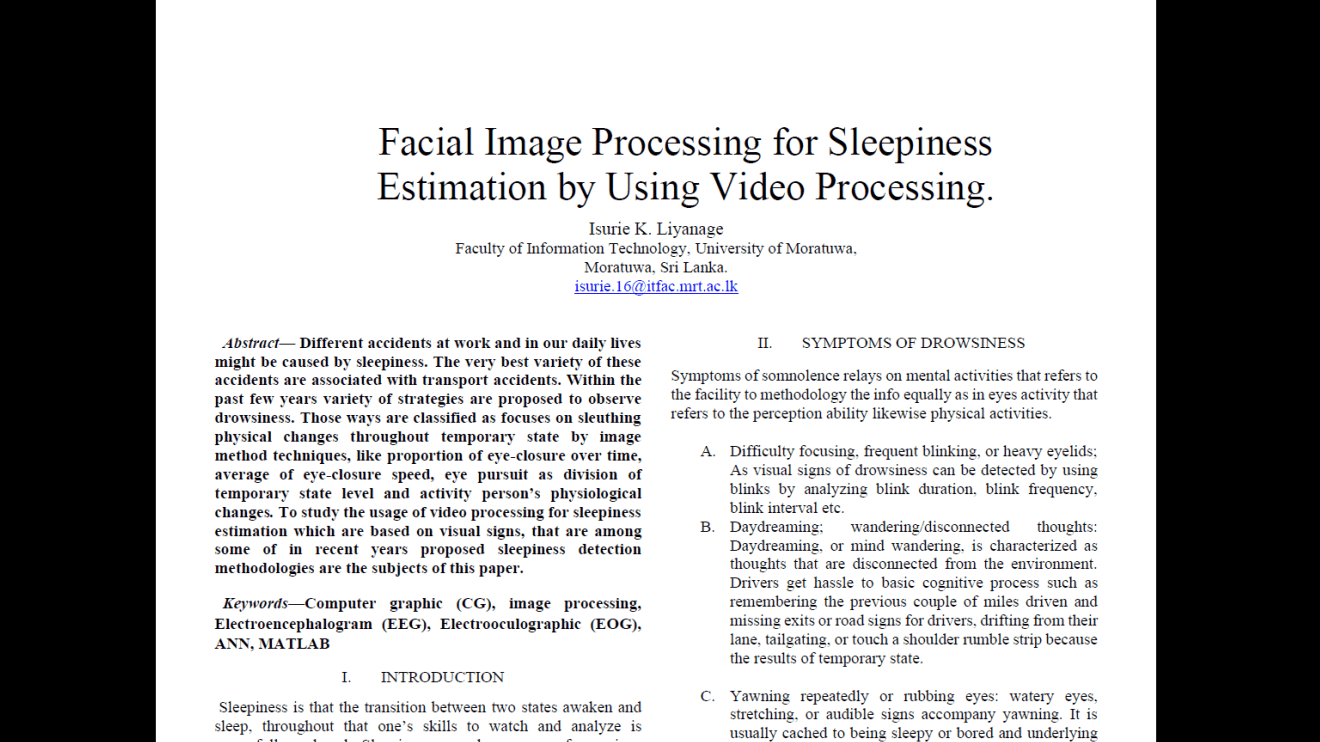 Facial Image Processing for Sleepiness
Estimation by Using Video Processing.
Isurie K. Liyanage
Faculty of Information Technology, University of Moratuwa,
Moratuwa, Sri Lanka.
isurie.16@itfac.mrt.ac.lk
Abstract— Different accidents at work and in our daily lives
might be caused by sleepiness. The very best variety of these
accidents are associated with transport accidents. Within the
past few years variety of strategies are proposed to observe
drowsiness. Those ways are classified as focuses on sleuthing
physical changes throughout temporary state by image
method techniques, like proportion of eye-closure over time,
average of eye-closure speed, eye pursuit as division of
temporary state level and activity person's physiological
changes. To study the usage of video processing for sleepiness
estimation which are based on visual signs, that are among
some of in recent years proposed sleepiness detection
methodologies are the subjects of this paper.
Keywords—Computer graphic (CG), image processing,
Electroencephalogram (EEG), Electrooculographic (EOG),
ANN, MATLAB
I. INTRODUCTION
Sleepiness is that the transition between two states awaken and
sleep, throughout that one's skills to watch and analyze is
II. SYMPTOMS OF DROWSINESS
Symptoms of somnolence relays on mental activities that refers to
the facility to methodology the info equally as in eyes activity that
refers to the perception ability likewise physical activities.
A. Difficulty focusing, frequent blinking, or heavy eyelids;
As visual signs of drowsiness can be detected by using
blinks by analyzing blink duration, blink frequency,
blink interval etc.
B. Daydreaming; wandering/disconnected thoughts:
Daydreaming, or mind wandering, is characterized as
thoughts that are disconnected from the environment.
Drivers get hassle to basic cognitive process such as
remembering the previous couple of miles driven and
missing exits or road signs for drivers, drifting from their
lane, tailgating, or touch a shoulder rumble strip because
the results of temporary state.
C. Yawning repeatedly or rubbing eyes: watery eyes,
stretching, or audible signs accompany yawning. It is
usually cached to being sleepy or bored and underlying